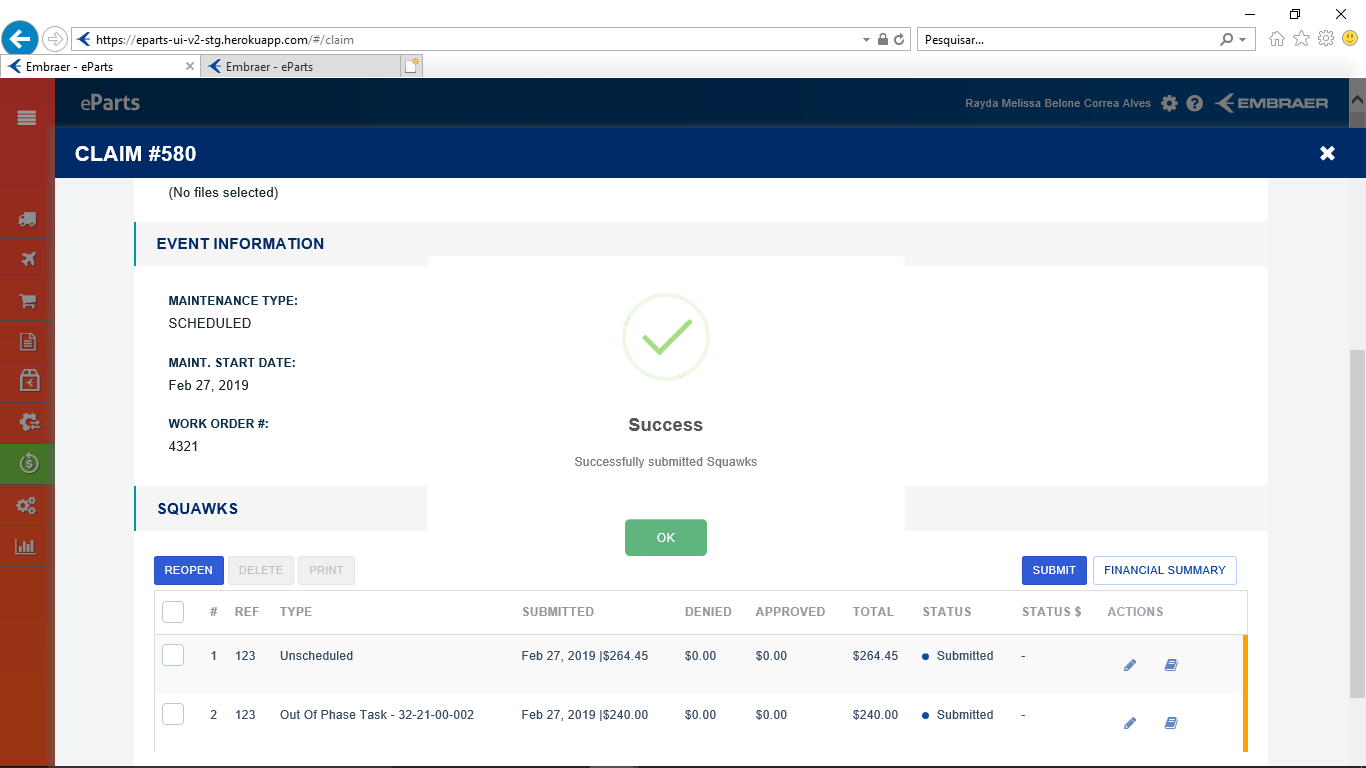 https://eparts-ui-v2-stg.herokuapp.com/#/claim
Pesquisar...
Embraer - eParts
Embraer - eParts
eParts
Rayda Melissa Belone Correa Alves
EMBRAER
CLAIM #580
(No files selected)
EVENT INFORMATION
MAINTENANCE TYPE:
SCHEDULED
MAINT. START DATE:
Feb 27, 2019
WORK ORDER #:
4321
Success
Successfully submitted Squawks
OK
SQUAWKS
REOPEN DELETE PRINT SUBMIT FINANCIAL SUMMARY
# REF TYPE SUBMITTED DENIED APPROVED TOTAL STATUS STATUS $ ACTIONS
1 123 Unscheduled Feb 27, 2019 |$264.45 $0.00 $0.00 $264.45 Submitted -
2 123 Out Of Phase Task - 32-21-00-002 Feb 27, 2019 |$240.00 $0.00 $0.00 $240.00 Submitted -